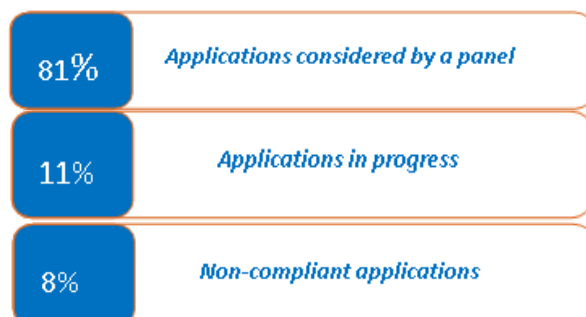 81% Applications considered by a panel
11% Applications in progress
8% Non-compliant applications